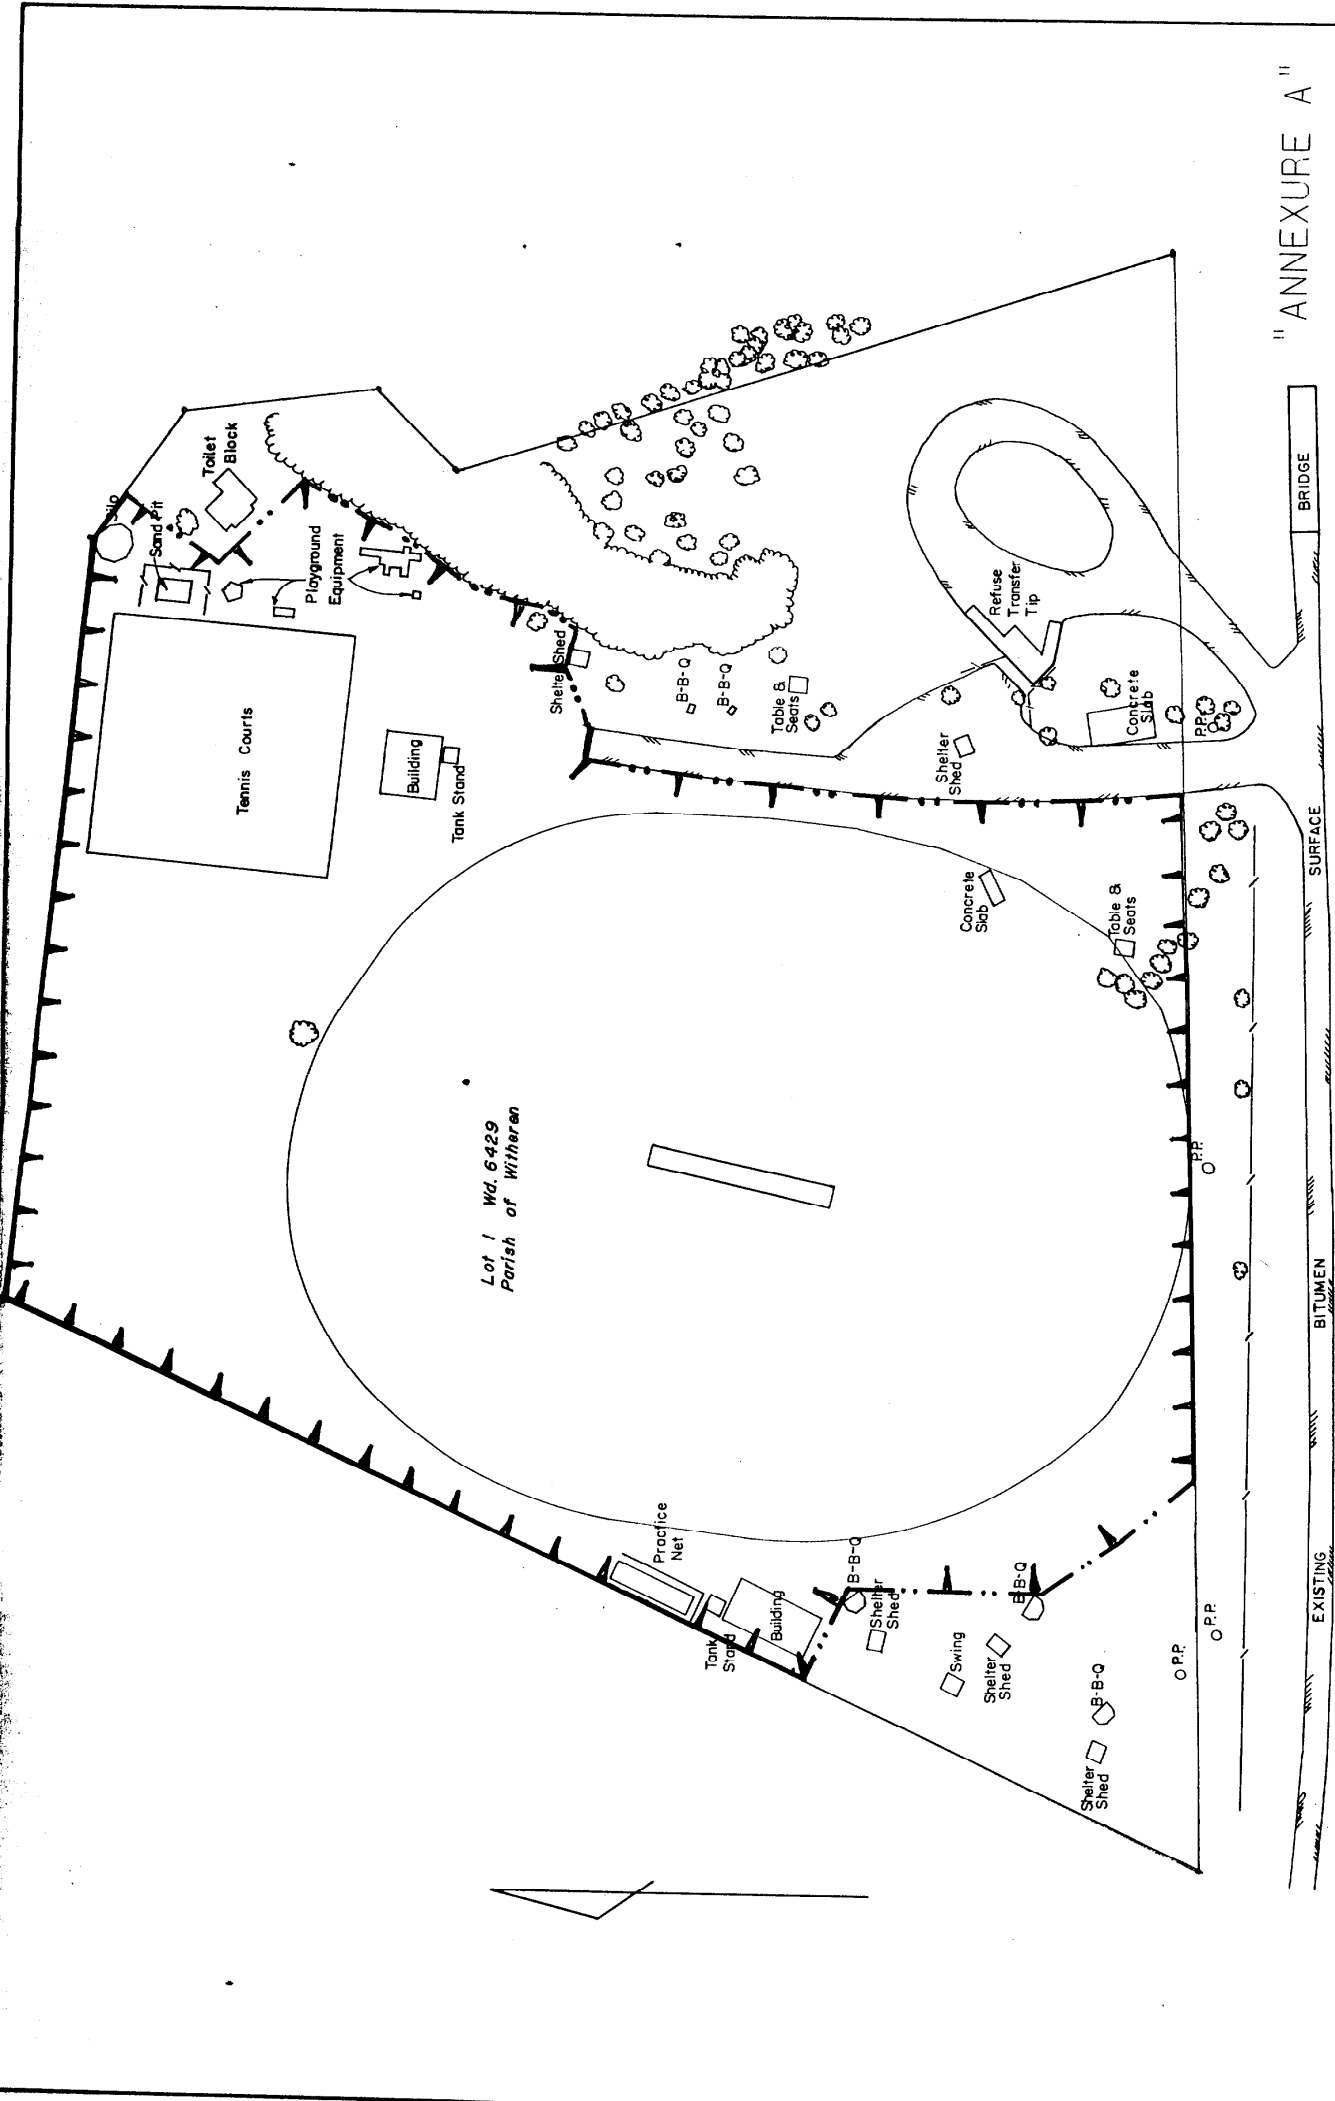 "ANNEXURE A"
Silo
Sand Pit
Toilet
Block
Playground
Equipment
Tennis Courts
Building
Tank Stand
Shelter Shed
B-B-Q
B-B-Q
Table &
Seats
Refuse
Transfer
Tip
Concrete
Slab
P.P.
Shelter
Shed
Concrete
Slab
Table &
Seats
Lot 1 Wd. 6429
Parish of Witheren
P.P.
Practice
Net
Tank
Stand
Building
B-B-Q
Shelter
Shed
B-B-Q
Swing
Shelter
Shed
B-B-Q
Shelter
Shed
P.P.
P.P.
EXISTING BITUMEN SURFACE
BRIDGE